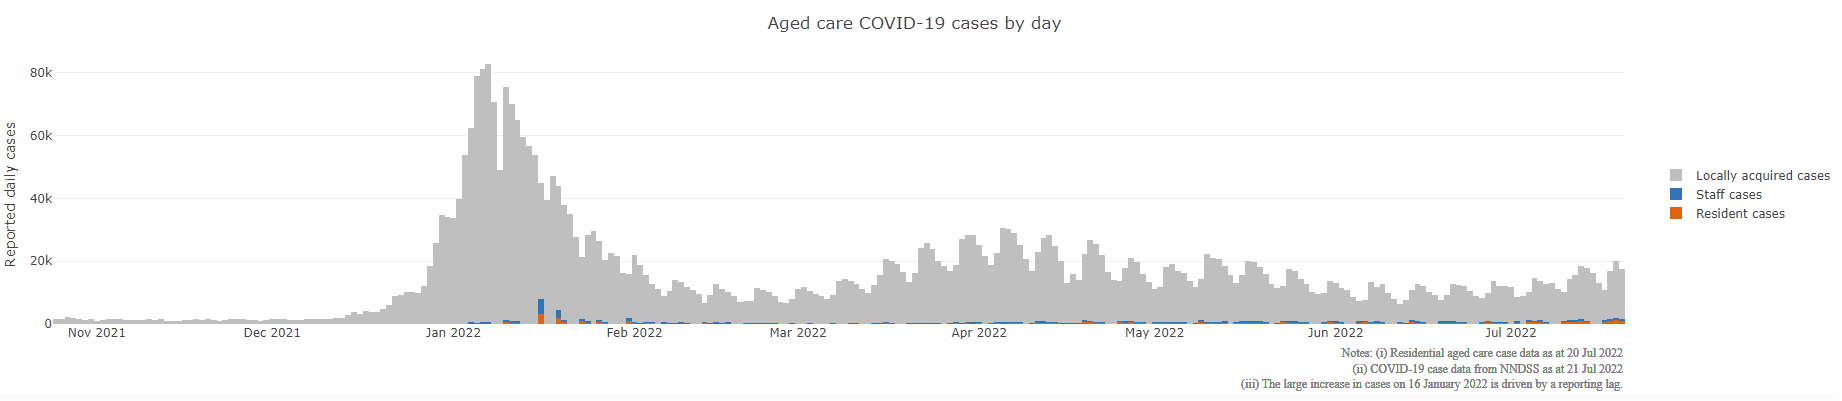 Aged care COVID-19 cases by day
Reported daily cases
80k
60k
40k
20k
0
Nov 2021
Dec 2021
Jan 2022
Feb 2022
Mar 2022
Apr 2022
May 2022
Jun 2022
Jul 2022
Locally acquired cases
Staff cases
Resident cases
Notes: (i) Residential aged care case data as at 20 Jul 2022
(ii) COVID-19 case data from NNDSS as at 21 Jul 2022
(iii) The large increase in cases on 16 January 2022 is driven by a reporting lag.